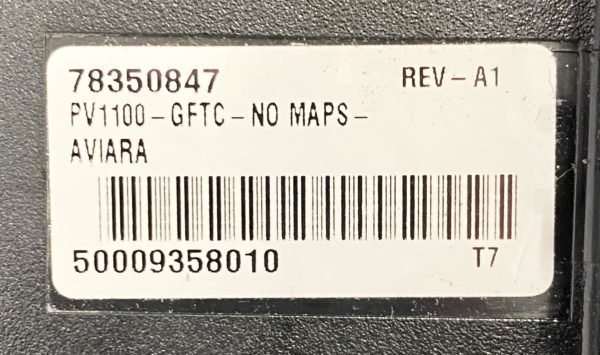 78350847 REV-A1
PV1100-GFTC-NO MAPS-
AVIARA
50009358010 T7